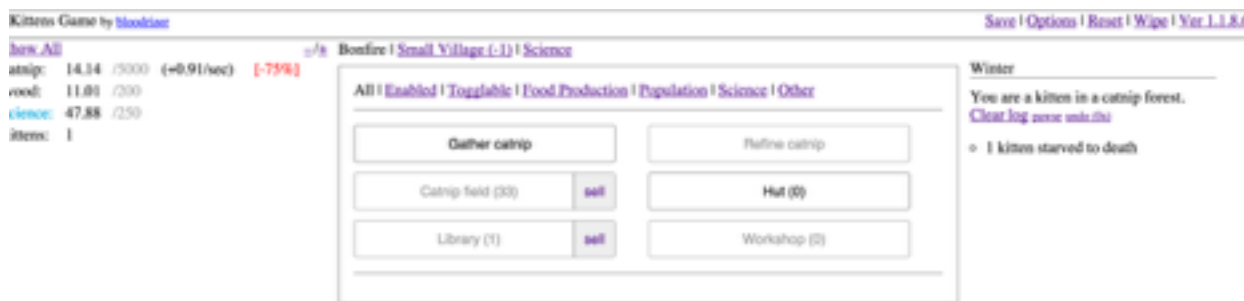 Kittens Game by bloodrizer
Save | Options | Reset | Wipe | Ver 1.1.8.
how All
-/+
atnip: 14.14 /5000 (+0.91/sec) [-75%]
wood: 11.01 /200
cience: 47.88 /250
ittens: 1
Bonfire | Small Village (-1) | Science
All | Enabled | Togglable | Food Production | Population | Science | Other
Gather catnip
Refine catnip
Catnip field (33) sell
Hut (0)
Library (1) sell
Workshop (0)
Winter
You are a kitten in a catnip forest.
Clear log pause undo
1 kitten starved to death